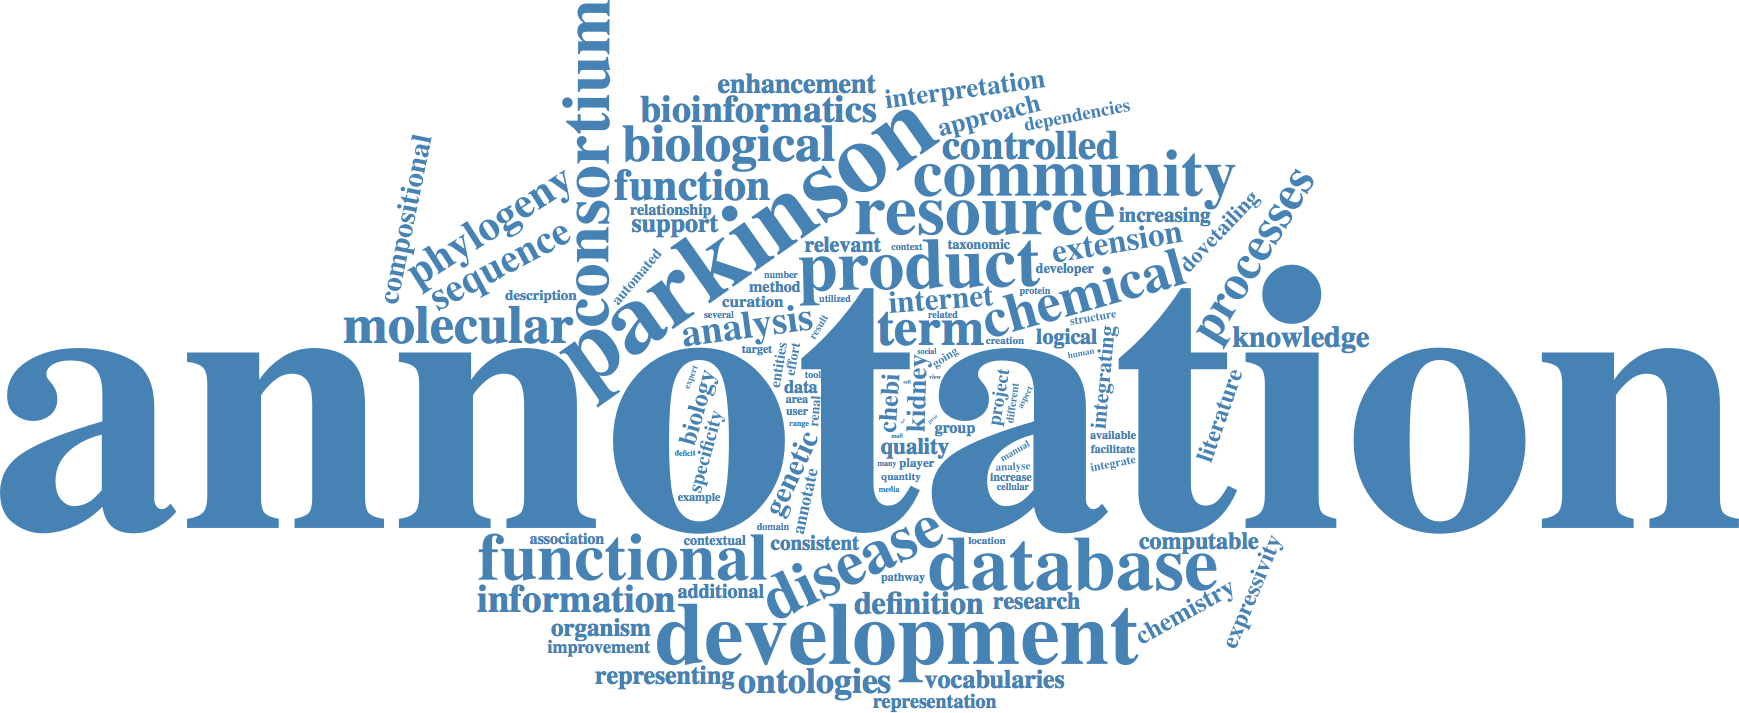 enhancement
interpretation
bioinformatics
approach
dependencies
biological
controlled
consortium
parkinson
compositional
phylogeny
function
community
processes
relationship
resource
increasing
support
sequence
relevant
context
taxonomic
extension
dovetailing
automated
product
developer
number
method
chemical
description
curation
utilized
internet
protein
several
related
structure
molecular
analysis
result
term
creation
logical
knowledge
annotation
target
entities
effort
social
going
human
integrating
expert
biology
tool
data
area
user
range
renal
chebi
cell
kidney
view
project
different
aspect
literature
specificity
deficit
example
genetic
annotate
group
mall
quality
many
player
quantity
media
manual
analyse
increase
cellular
available
facilitate
integrate
domain
association
contextual
consistent
disease
location
computable
expressivity
functional
pathway
database
information
additional
definition
research
chemistry
organism
development
improvement
representing
ontologies
vocabularies
representation